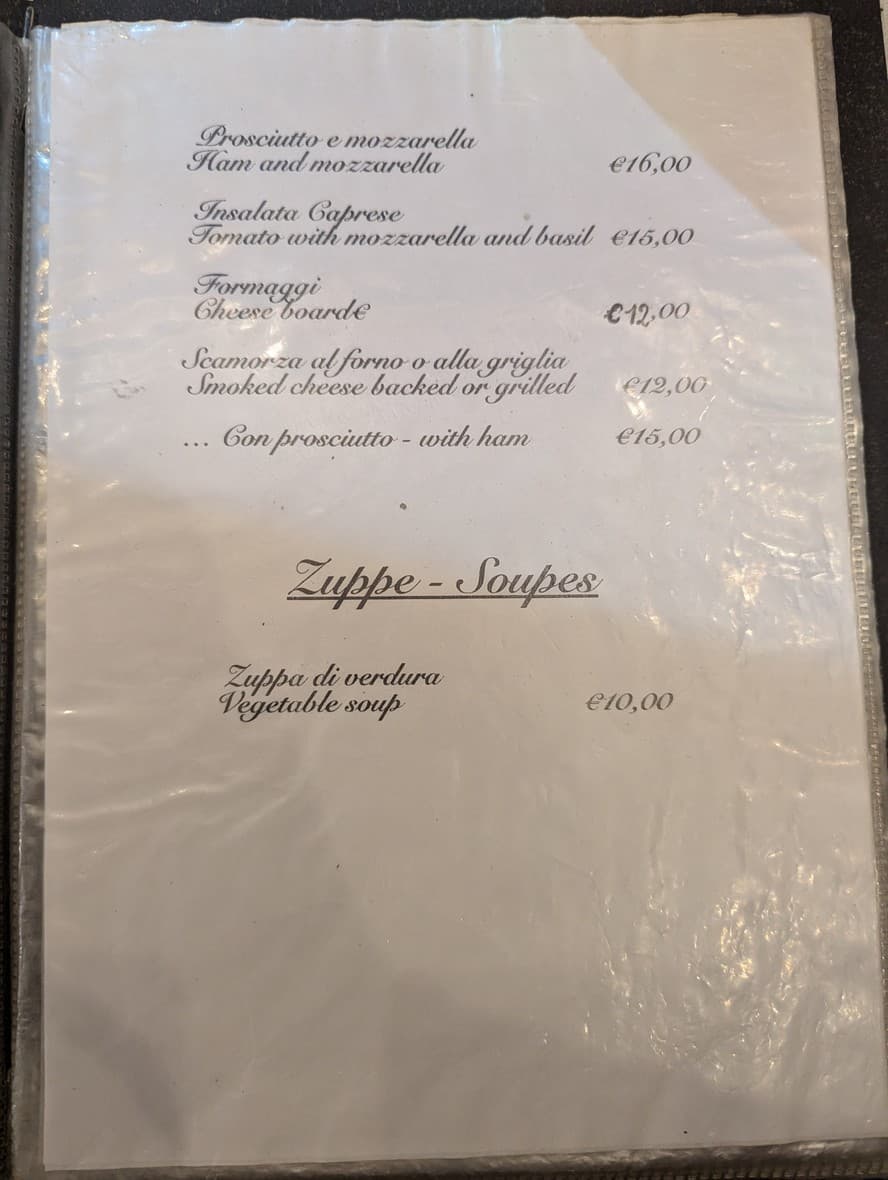 Prosciutto e mozzarella
Ham and mozzarella €16,00
Insalata Caprese
Tomato with mozzarella and basil €15,00
Formaggi
Cheese board€ €12,00
Scamorza al forno o alla griglia
Smoked cheese backed or grilled €12,00
... Con prosciutto - with ham €15,00
Zuppe - Soupes
Zuppa di verdura
Vegetable soup €10,00